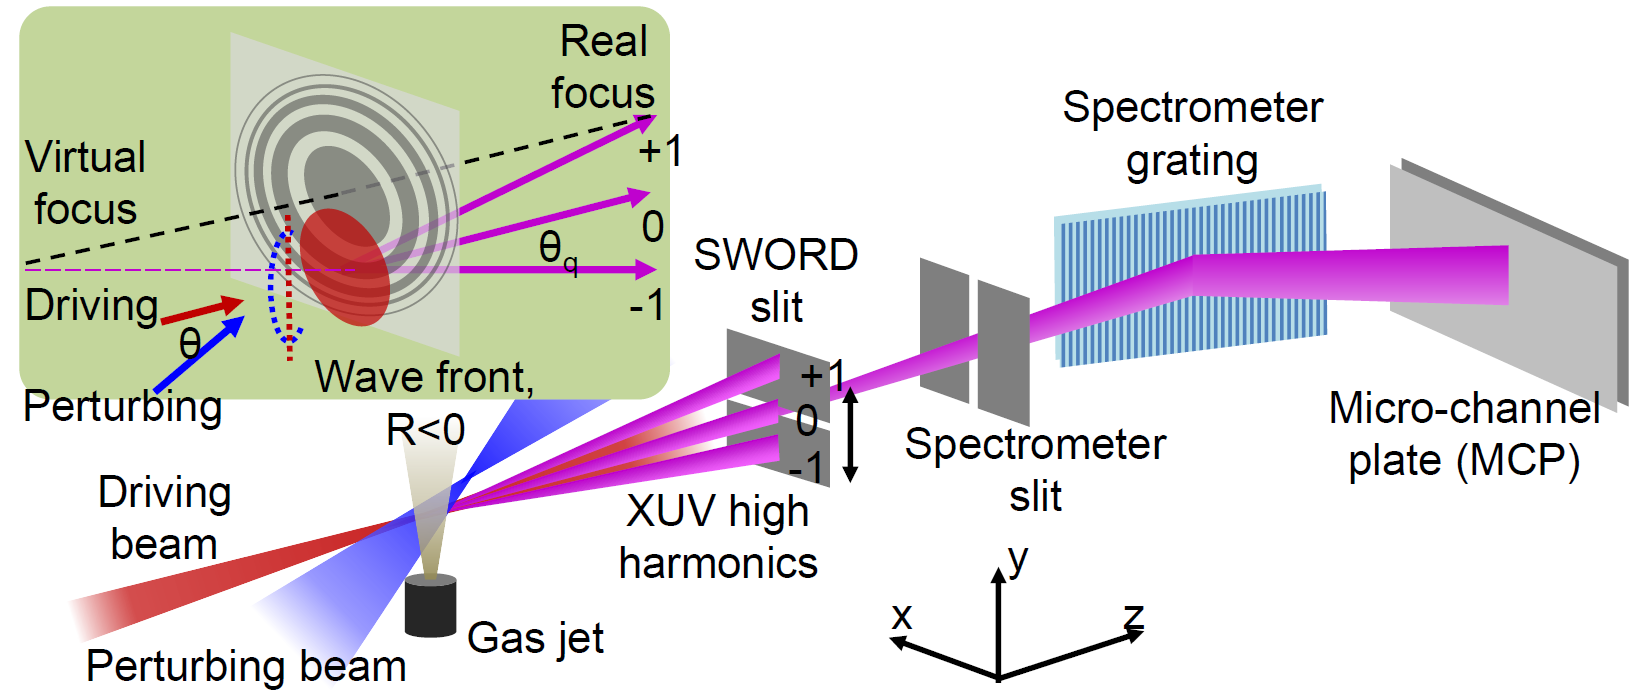 Real
focus
+1
Virtual
focus
0
θq
Driving
-1
θ
Perturbing
Wave front,
R<0
SWORD
slit
+1
0
-1
Spectrometer
grating
Driving
beam
XUV high
harmonics
Spectrometer
slit
Micro-channel
plate (MCP)
Gas jet
Perturbing beam
y
x
z